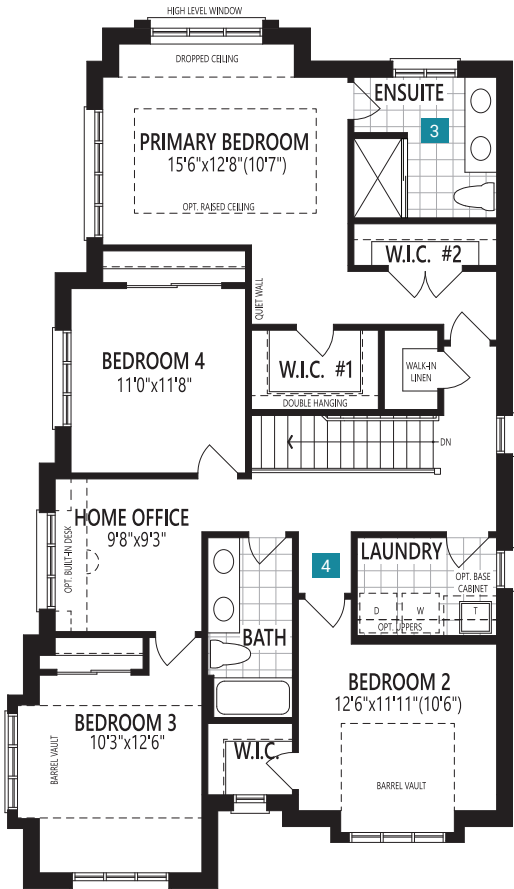 HIGH LEVEL WINDOW
DROPPED CEILING
ENSUITE
3
PRIMARY BEDROOM
15'6"x12'8"(10'7")
OPT. RAISED CEILING
W.I.C. #2
QUIET WALL
BEDROOM 4
11'0"x11'8"
W.I.C. #1
DOUBLE HANGING
WALK-IN
LINEN
DN
HOME OFFICE
9'8"x9'3"
OPT. BUILT-IN DESK
4
LAUNDRY
OPT. BASE
CABINET
D
W
T
OPT. UPPERS
BATH
BEDROOM 2
12'6"x11'11"(10'6")
BARREL VAULT
BEDROOM 3
10'3"x12'6"
BARREL VAULT
W.I.C.